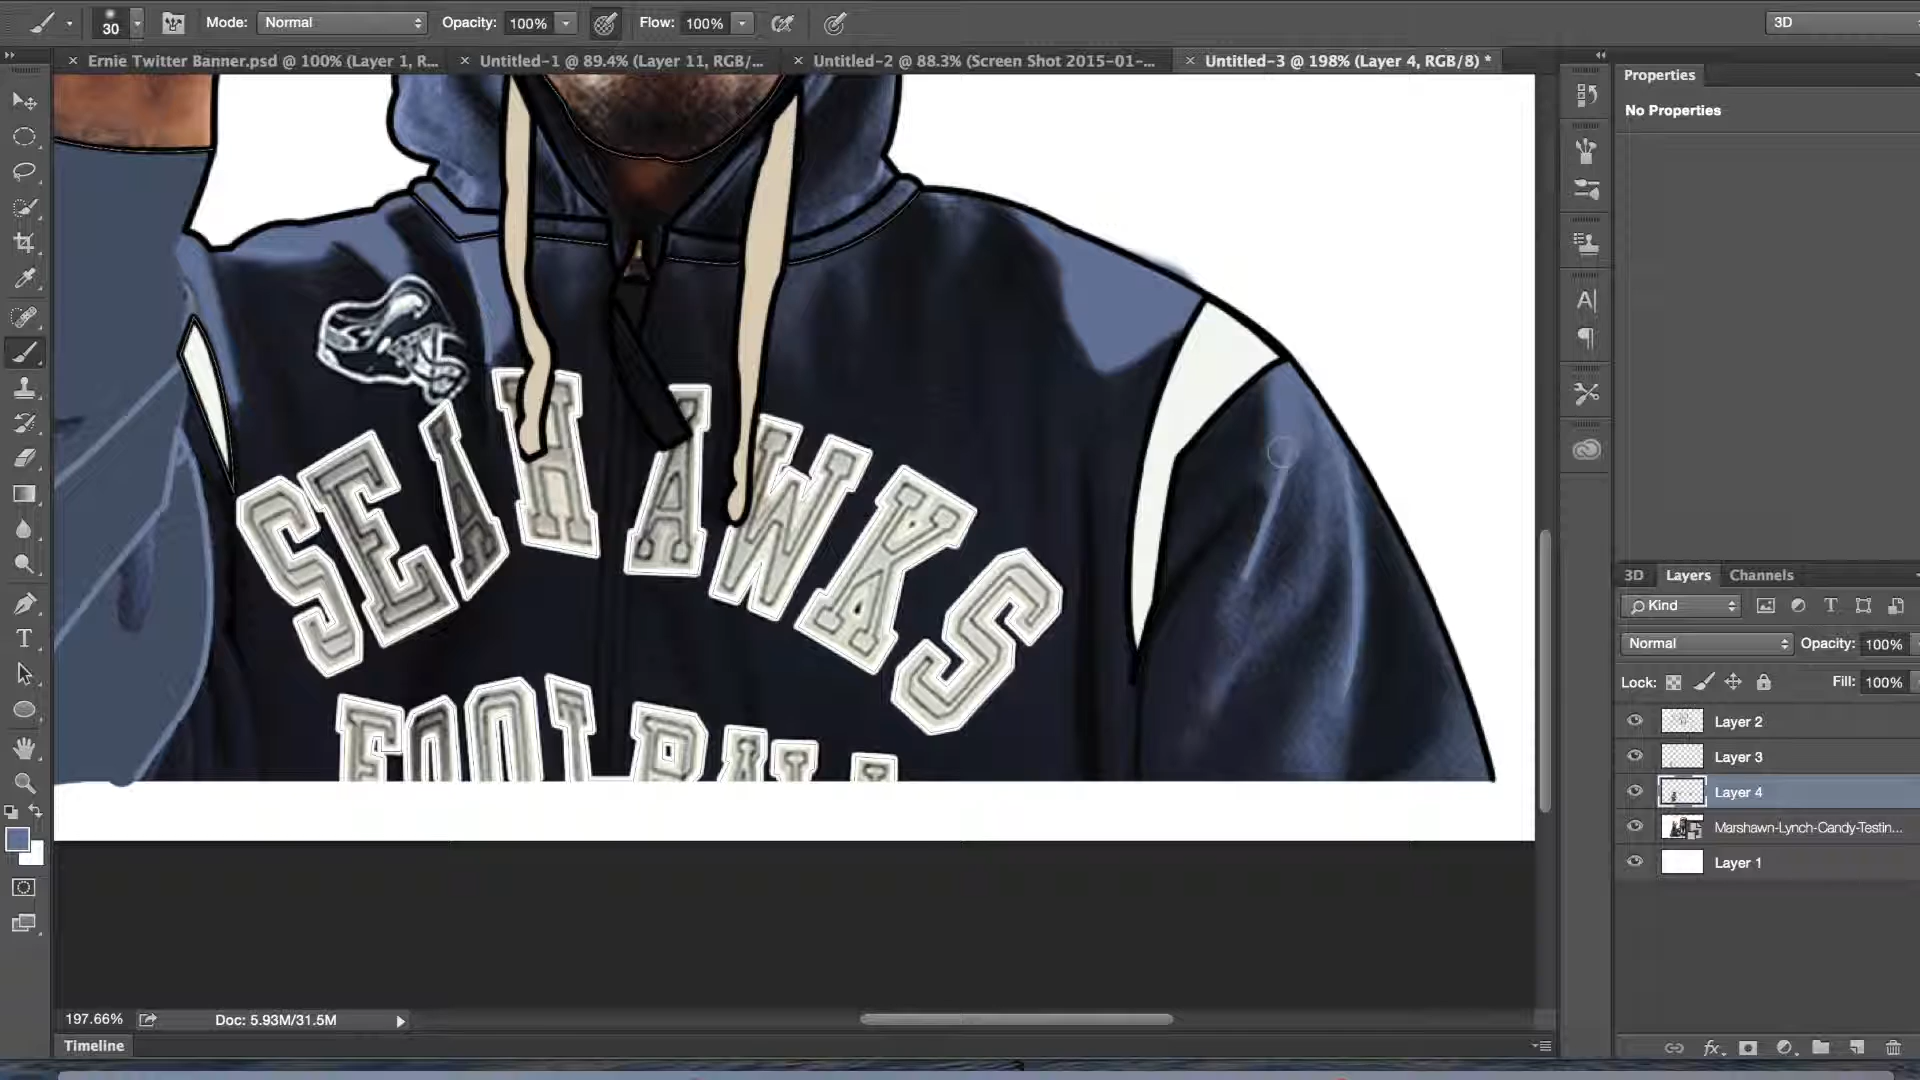 30
Mode: Normal Opacity: 100% Flow: 100% 3D
Ernie Twitter Banner.psd @ 100% (Layer 1, R...
Untitled-1 @ 89.4% (Layer 11, RGB/...
Untitled-2 @ 88.3% (Screen Shot 2015-01-...
Untitled-3 @ 198% (Layer 4, RGB/8) *
Properties
No Properties
SEAHAWKS
FOOTBALL
3D Layers Channels
Kind
Normal Opacity: 100%
Lock: Fill: 100%
Layer 2
Layer 3
Layer 4
Marshawn-Lynch-Candy-Testin...
Layer 1
197.66% Doc: 5.93M/31.5M
Timeline